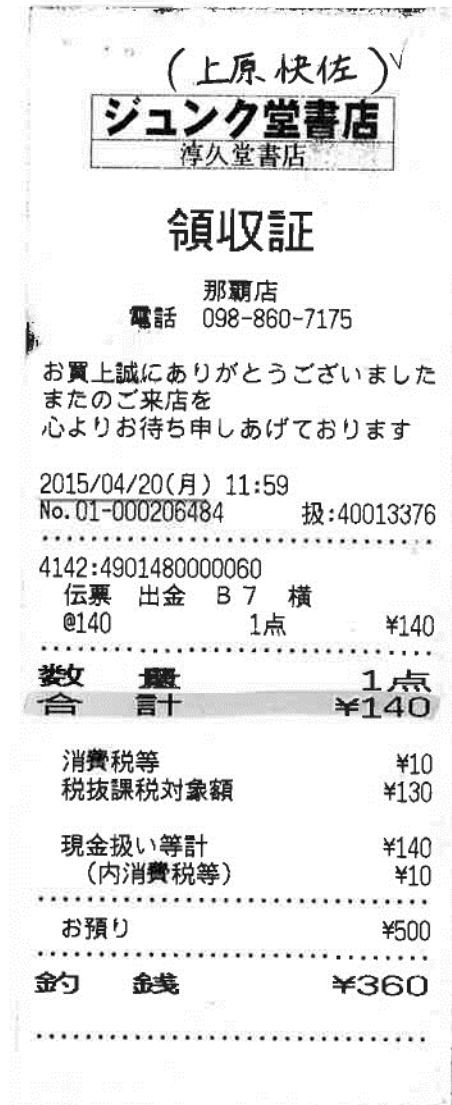 (上原快佐)✓
ジュンク堂書店
淳久堂書店
領収証
那覇店
電話 098-860-7175
お買上誠にありがとうございました
またのご来店を
心よりお待ち申しあげております
2015/04/20(月) 11:59
No.01-000206484 扱:40013376
4142:4901480000060
伝票 出金 B7 横
@140 1点 ¥140
数量 1点
合計 ¥140
消費税等 ¥10
税抜課税対象額 ¥130
現金扱い等計 ¥140
(内消費税等) ¥10
お預り ¥500
釣銭 ¥360